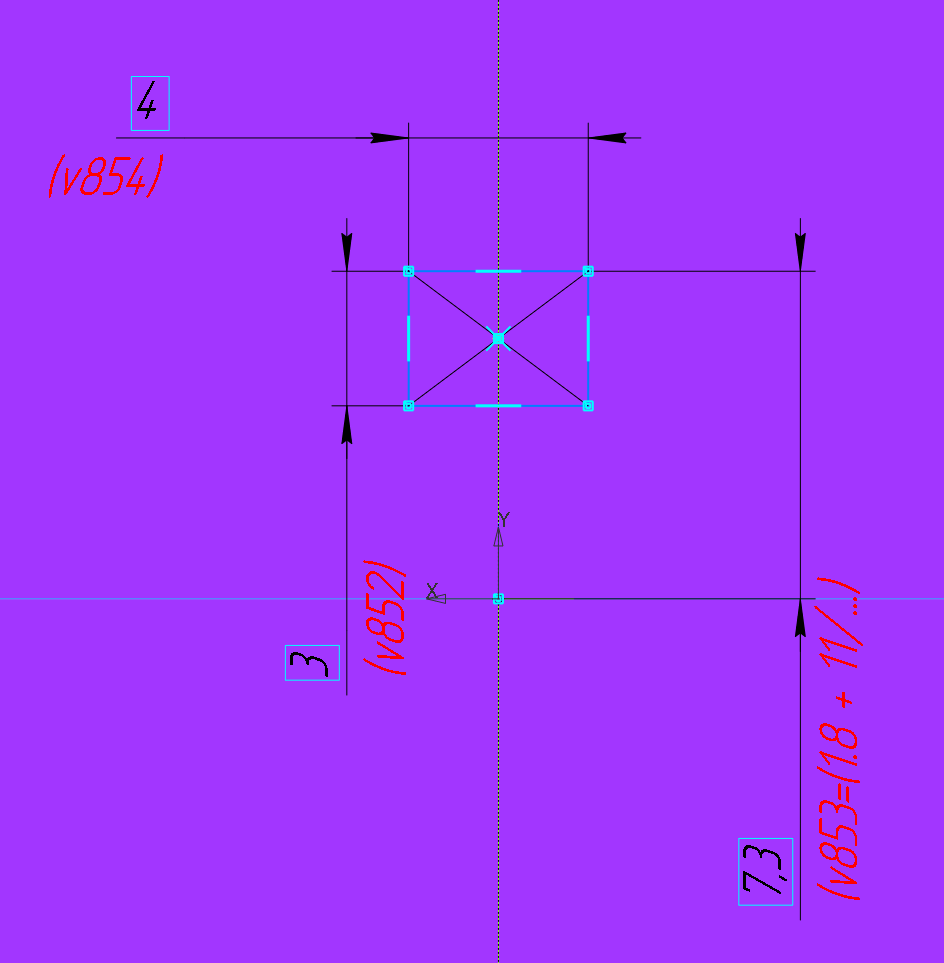 4
(v854)
Y
X
(v852)
3
(v853=(1.8 + 11/...)
7,3